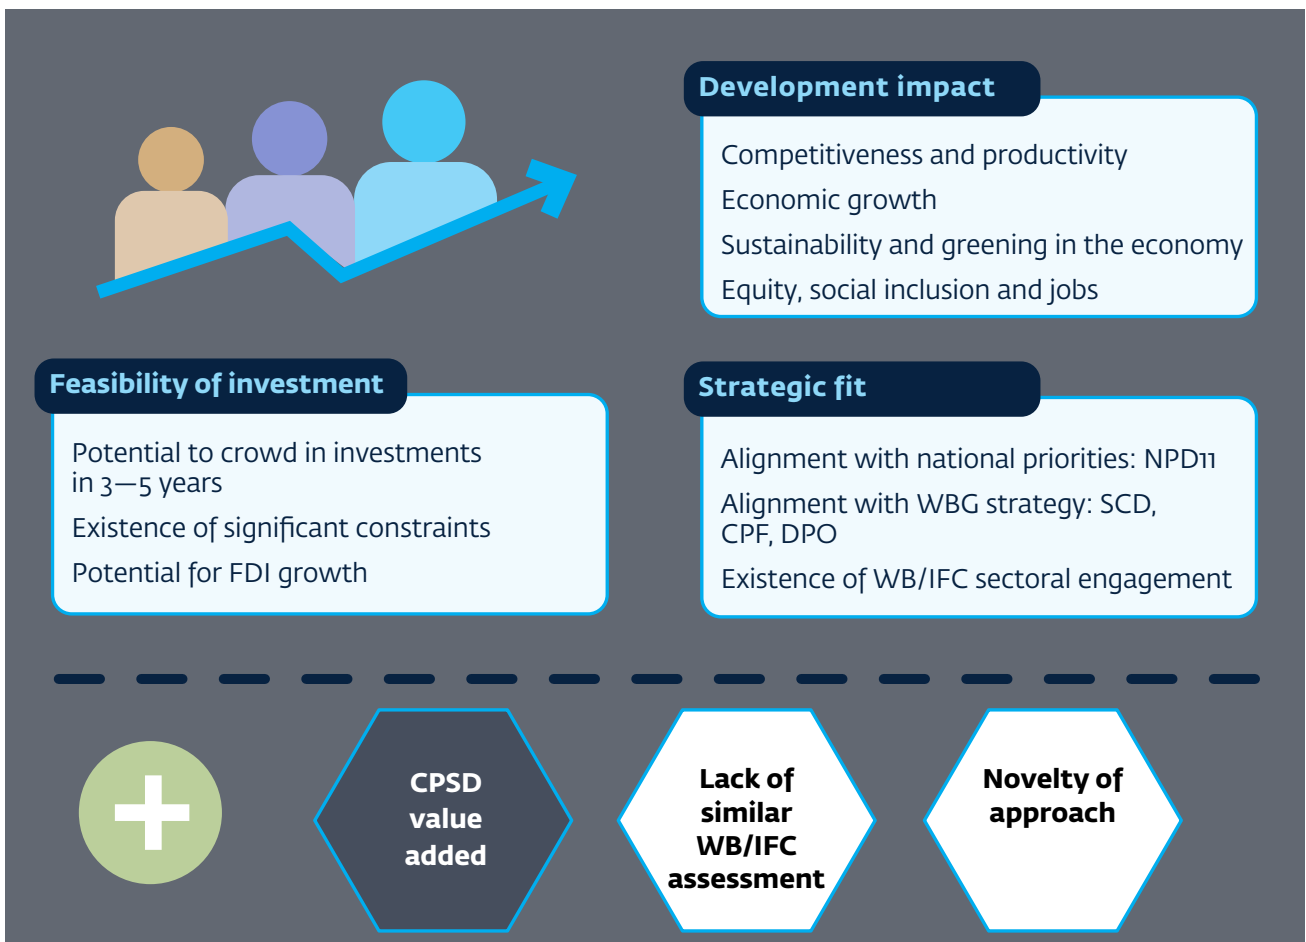 Development impact
Competitiveness and productivity
Economic growth
Sustainability and greening in the economy
Equity, social inclusion and jobs
Feasibility of investment
Potential to crowd in investments
in 3—5 years
Existence of significant constraints
Potential for FDI growth
Strategic fit
Alignment with national priorities: NPD11
Alignment with WBG strategy: SCD,
CPF, DPO
Existence of WB/IFC sectoral engagement
CPSD
value
added
Lack of
similar
WB/IFC
assessment
Novelty of
approach